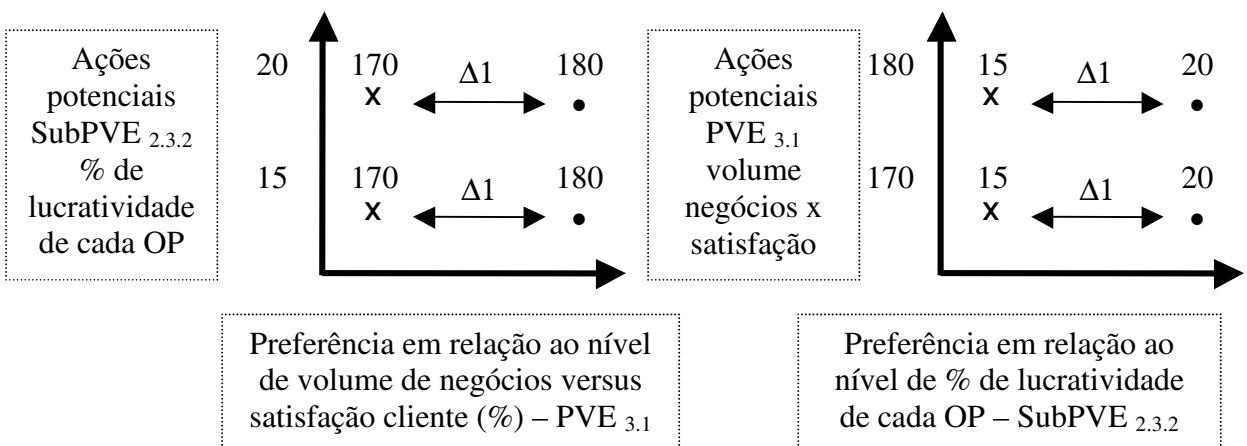 Ações
potenciais
SubPVE 2.3.2
% de
lucratividade
de cada OP
20 170 Δ1 180
x •
15 170 Δ1 180
x •
Preferência em relação ao nível
de volume de negócios versus
satisfação cliente (%) – PVE 3.1
Ações
potenciais
PVE 3.1
volume
negócios x
satisfação
180 15 Δ1 20
x •
170 15 Δ1 20
x •
Preferência em relação ao
nível de % de lucratividade
de cada OP – SubPVE 2.3.2